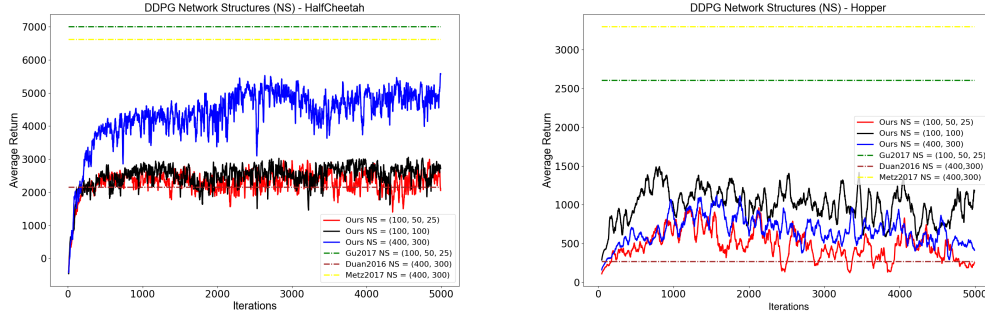 DDPG Network Structures (NS) - HalfCheetah
7000
6000
5000
4000
3000
2000
1000
0
Average Return
Ours NS = (100, 50, 25)
Ours NS = (100, 100)
Ours NS = (400, 300)
Gu2017 NS = (100, 50, 25)
Duan2016 NS = (400, 300)
Metz2017 NS = (400, 300)
0 1000 2000 3000 4000 5000
Iterations
DDPG Network Structures (NS) - Hopper
3000
2500
2000
1500
1000
500
0
Average Return
Ours NS = (100, 50, 25)
Ours NS = (100, 100)
Ours NS = (400, 300)
Gu2017 NS = (100, 50, 25)
Duan2016 NS = (400, 300)
Metz2017 NS = (400,300)
0 1000 2000 3000 4000 5000
Iterations